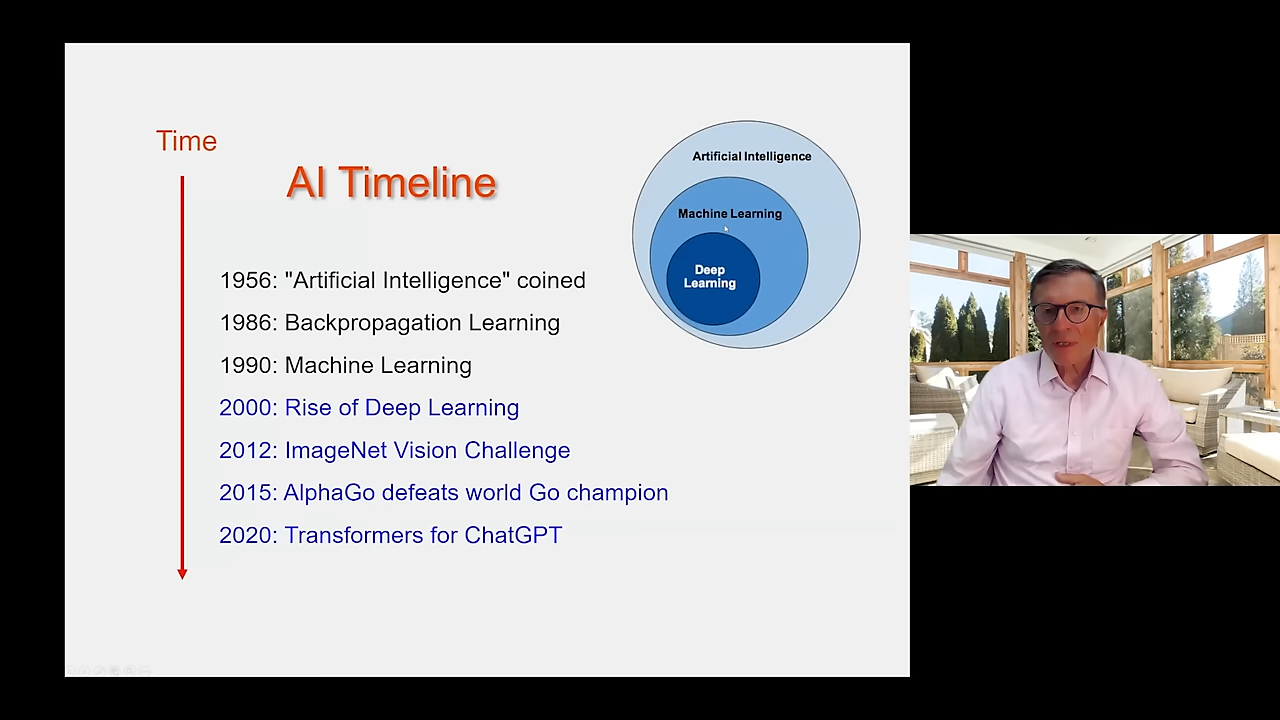 Time
AI Timeline
1956: "Artificial Intelligence" coined
1986: Backpropagation Learning
1990: Machine Learning
2000: Rise of Deep Learning
2012: ImageNet Vision Challenge
2015: AlphaGo defeats world Go champion
2020: Transformers for ChatGPT
Artificial Intelligence
Machine Learning
Deep
Learning